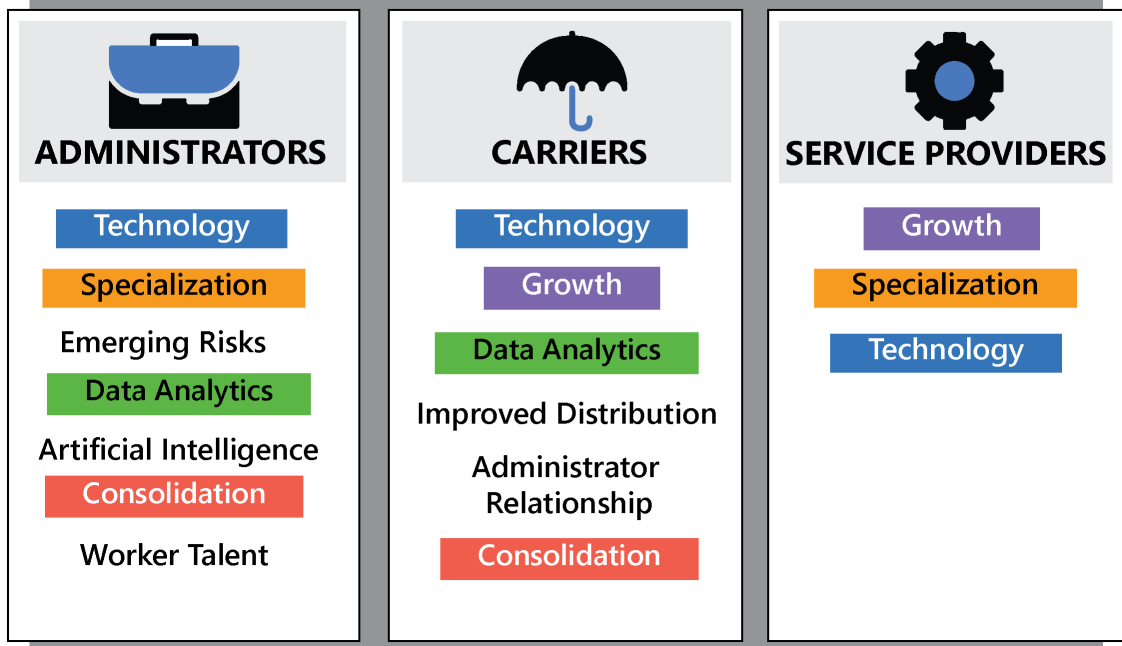 ADMINISTRATORS
Technology
Specialization
Emerging Risks
Data Analytics
Artificial Intelligence
Consolidation
Worker Talent
CARRIERS
Technology
Growth
Data Analytics
Improved Distribution
Administrator
Relationship
Consolidation
SERVICE PROVIDERS
Growth
Specialization
Technology